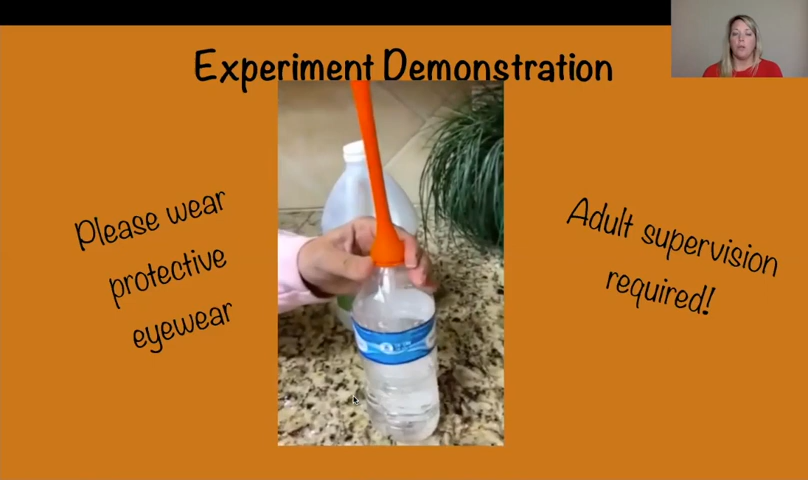 Experiment Demonstration
Please wear
protective
eyewear
Adult supervision
required!